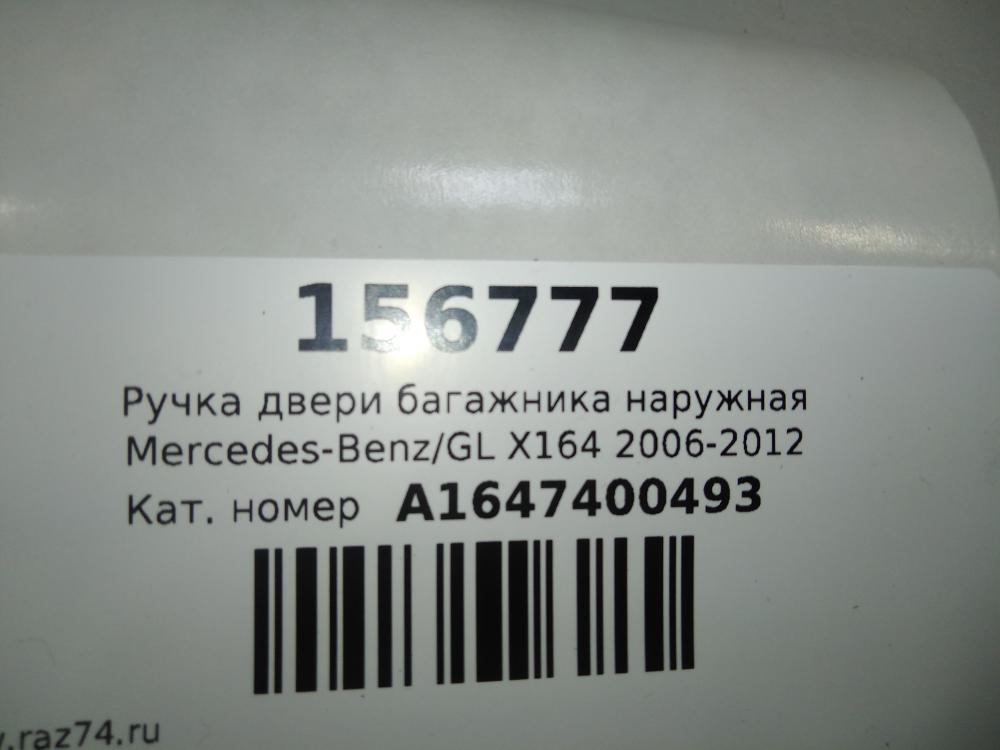 156777
Ручка двери багажника наружная
Mercedes-Benz/GL X164 2006-2012
Кат. номер A1647400493
.raz74.ru